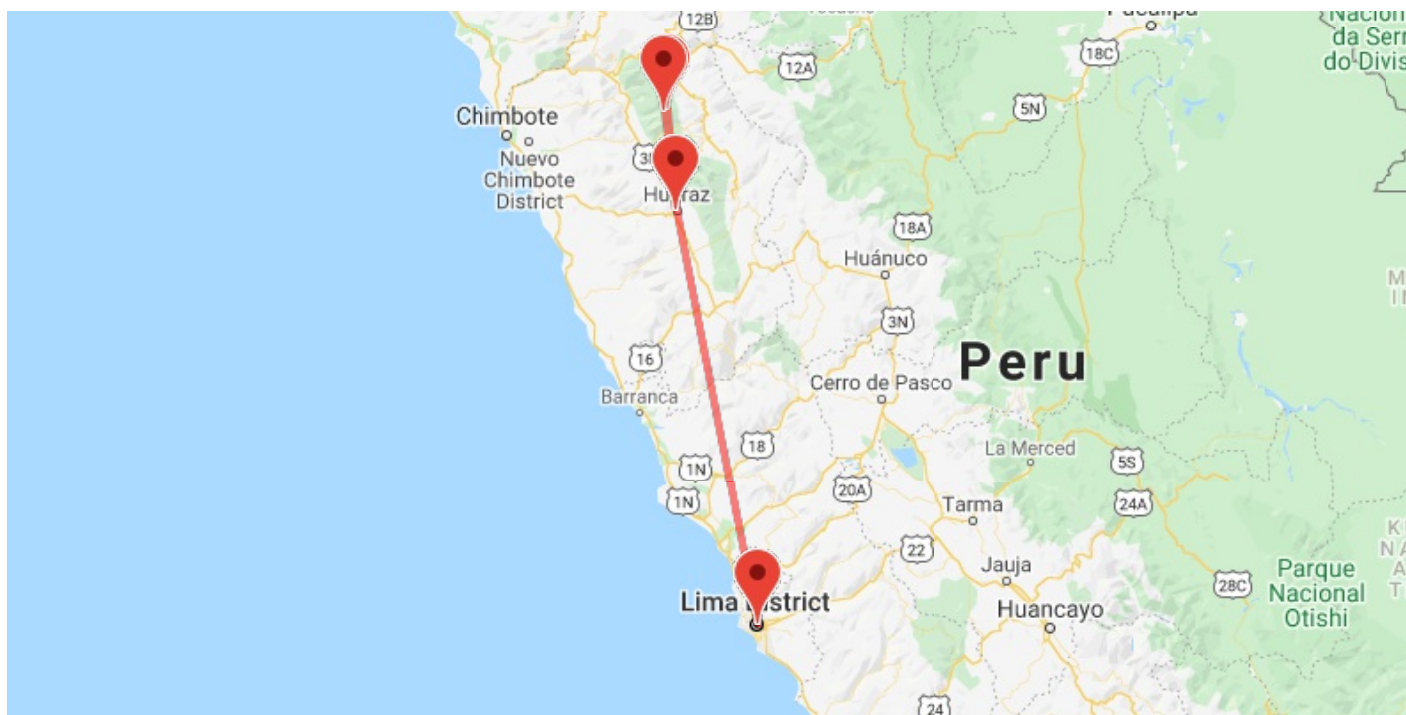 12B
18C
Nacion
da Serr
do Divis
12A
5N
Chimbote
Nuevo
Chimbote
District
Hu raz
18A
Huánuco
3N
16
Peru
Cerro de Pasco
Barranca
La Merced
18
1N
5S
1N
20A
24A
Tarma
22
Jauja
28C
Parque
Nacional
Otishi
Lima District
Huancayo
24